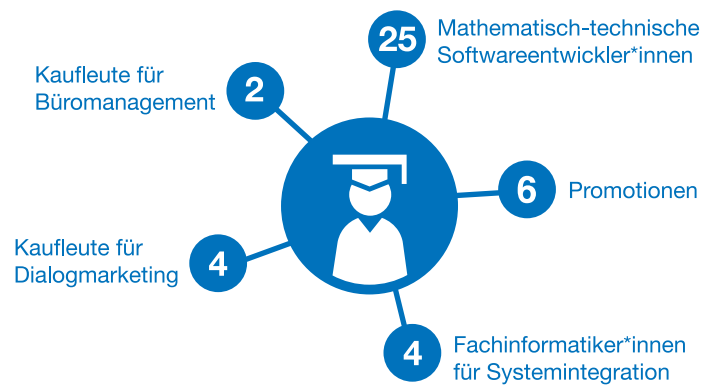 25
Mathematisch-technische
Softwareentwickler*innen
Kaufleute für
Büromanagement
2
6
Promotionen
Kaufleute für
Dialogmarketing
4
4
Fachinformatiker*innen
für Systemintegration